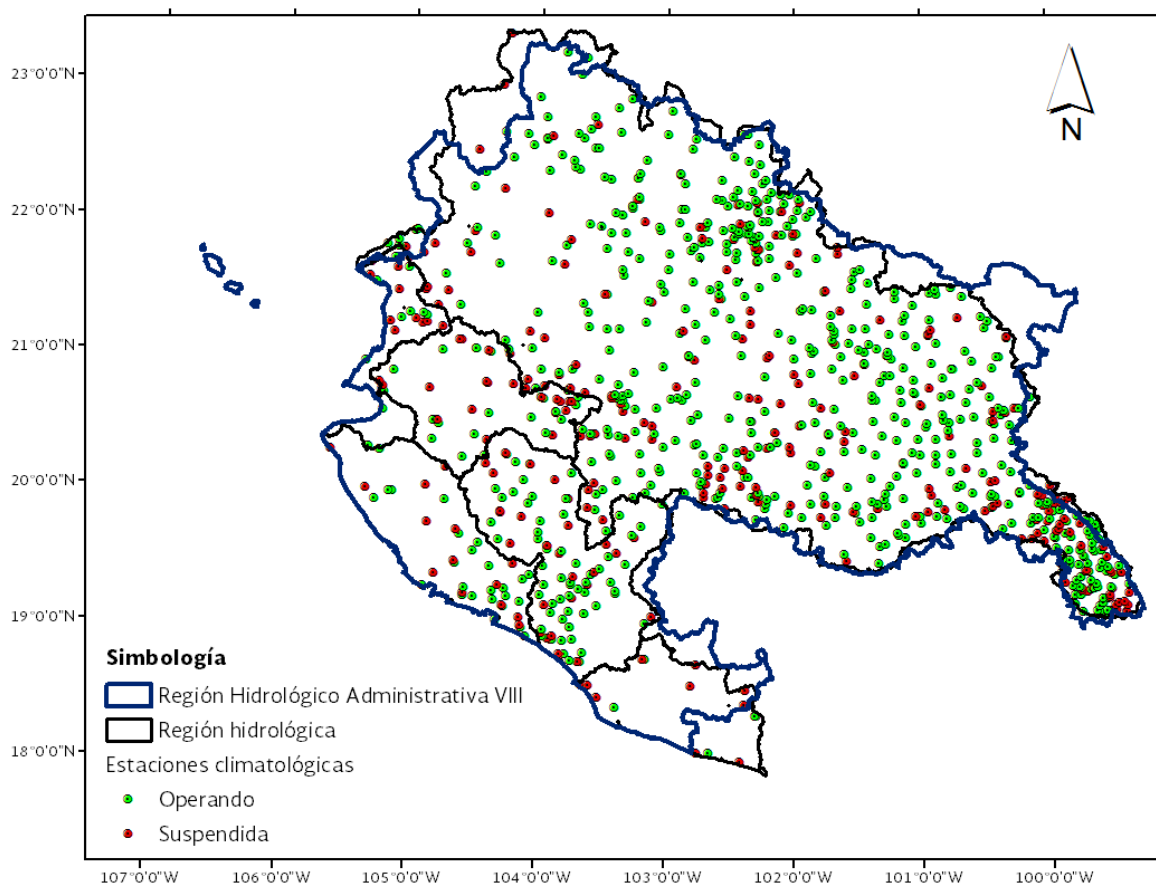 23°0'0"N
22°0'0"N
21°0'0"N
20°0'0"N
19°0'0"N
18°0'0"N
N
Simbología
Región Hidrológico Administrativa VIII
Región hidrológica
Estaciones climatológicas
Operando
Suspendida
107°0'0"W 106°0'0"W 105°0'0"W 104°0'0"W 103°0'0"W 102°0'0"W 101°0'0"W 100°0'0"W